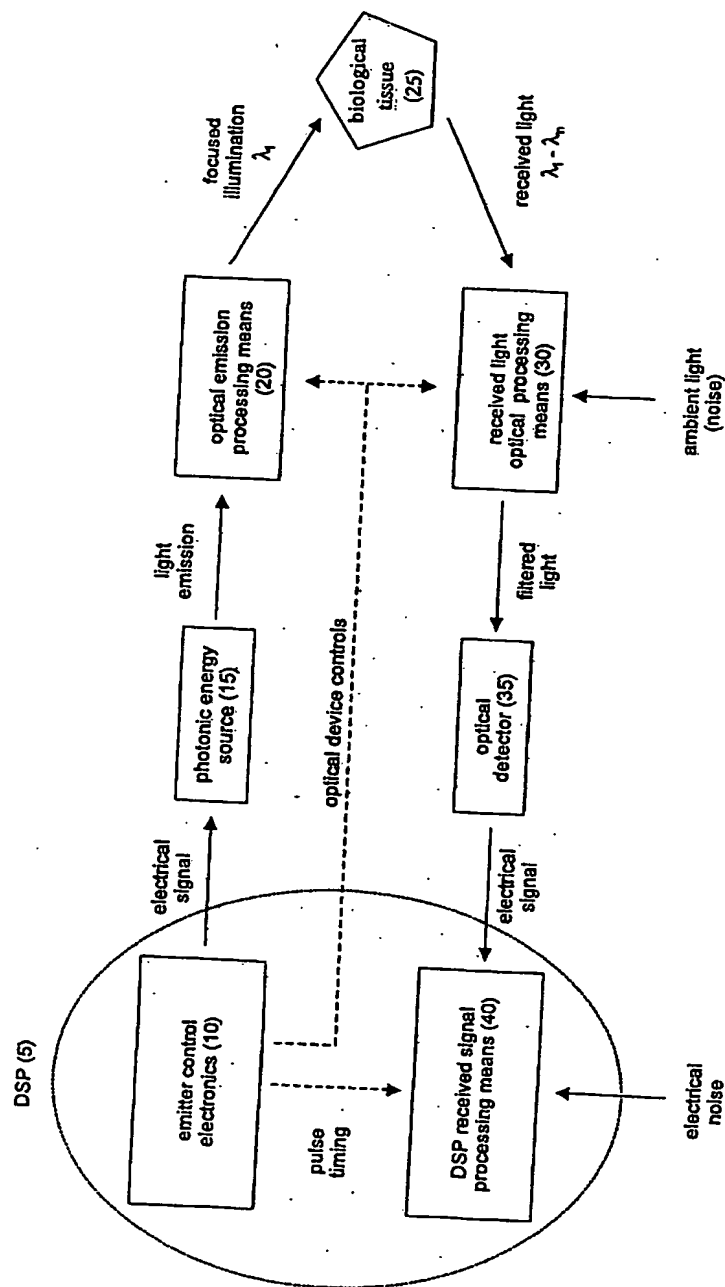 DSP (5)
emitter control
electronics (10)
electrical
signal
photonic energy
source (15)
light
emission
optical emission
processing means
(20)
focused
illumination
λ₁
biological
tissue
(25)
pulse
timing
optical device controls
DSP received signal
processing means (40)
electrical
signal
optical
detector (35)
filtered
light
received light
optical processing
means (30)
received light
λ₁ - λₙ
electrical
noise
ambient light
(noise)